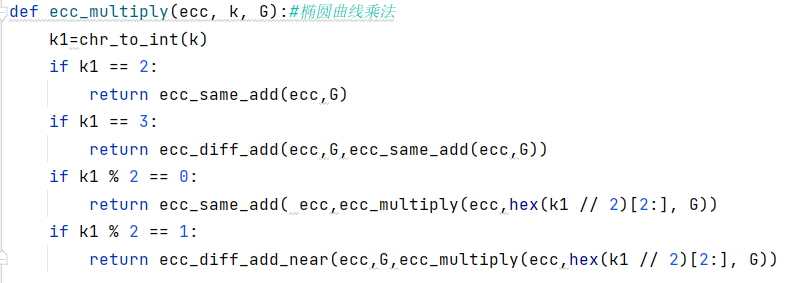 def ecc_multiply(ecc, k, G):#椭圆曲线乘法
    k1=chr_to_int(k)
    if k1 == 2:
        return ecc_same_add(ecc,G)
    if k1 == 3:
        return ecc_diff_add(ecc,G,ecc_same_add(ecc,G))
    if k1 % 2 == 0:
        return ecc_same_add( ecc,ecc_multiply(ecc,hex(k1 // 2)[2:], G))
    if k1 % 2 == 1:
        return ecc_diff_add_near(ecc,G,ecc_multiply(ecc,hex(k1 // 2)[2:], G))